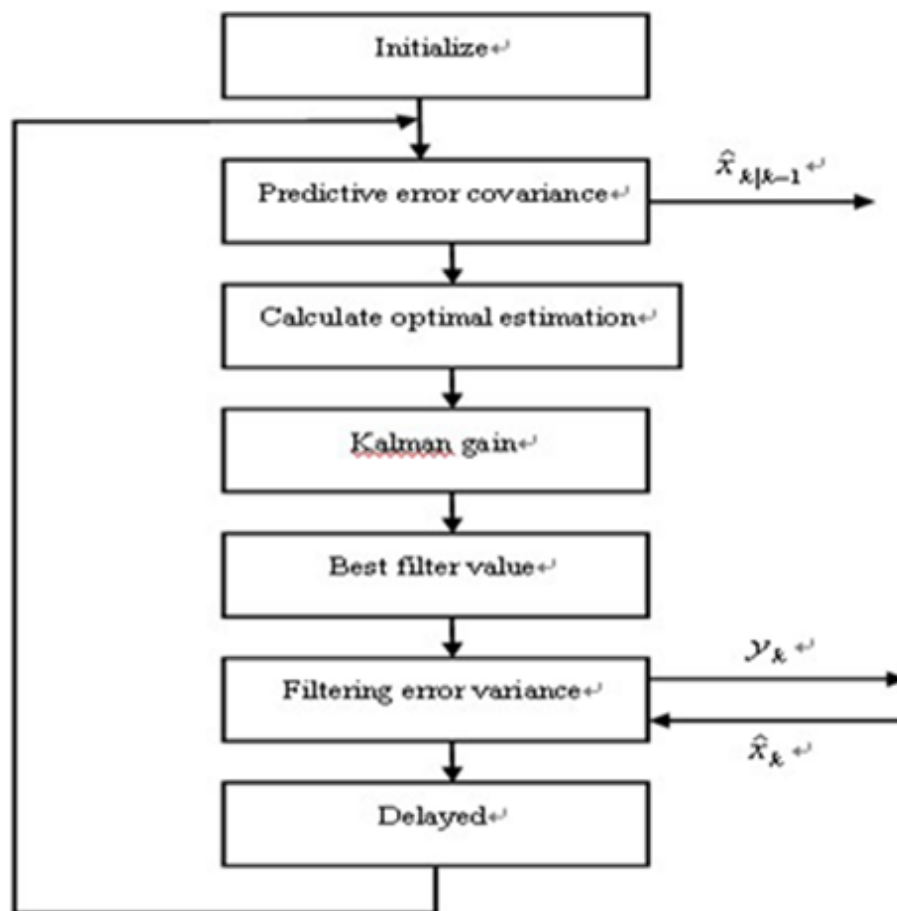 Initialize↵
Predictive error covariance↵
x̂ₖ|ₖ₋₁ ↵
Calculate optimal estimation↵
Kalman gain↵
Best filter value↵
Filtering error variance↵
yₖ ↵
x̂ₖ ↵
Delayed↵